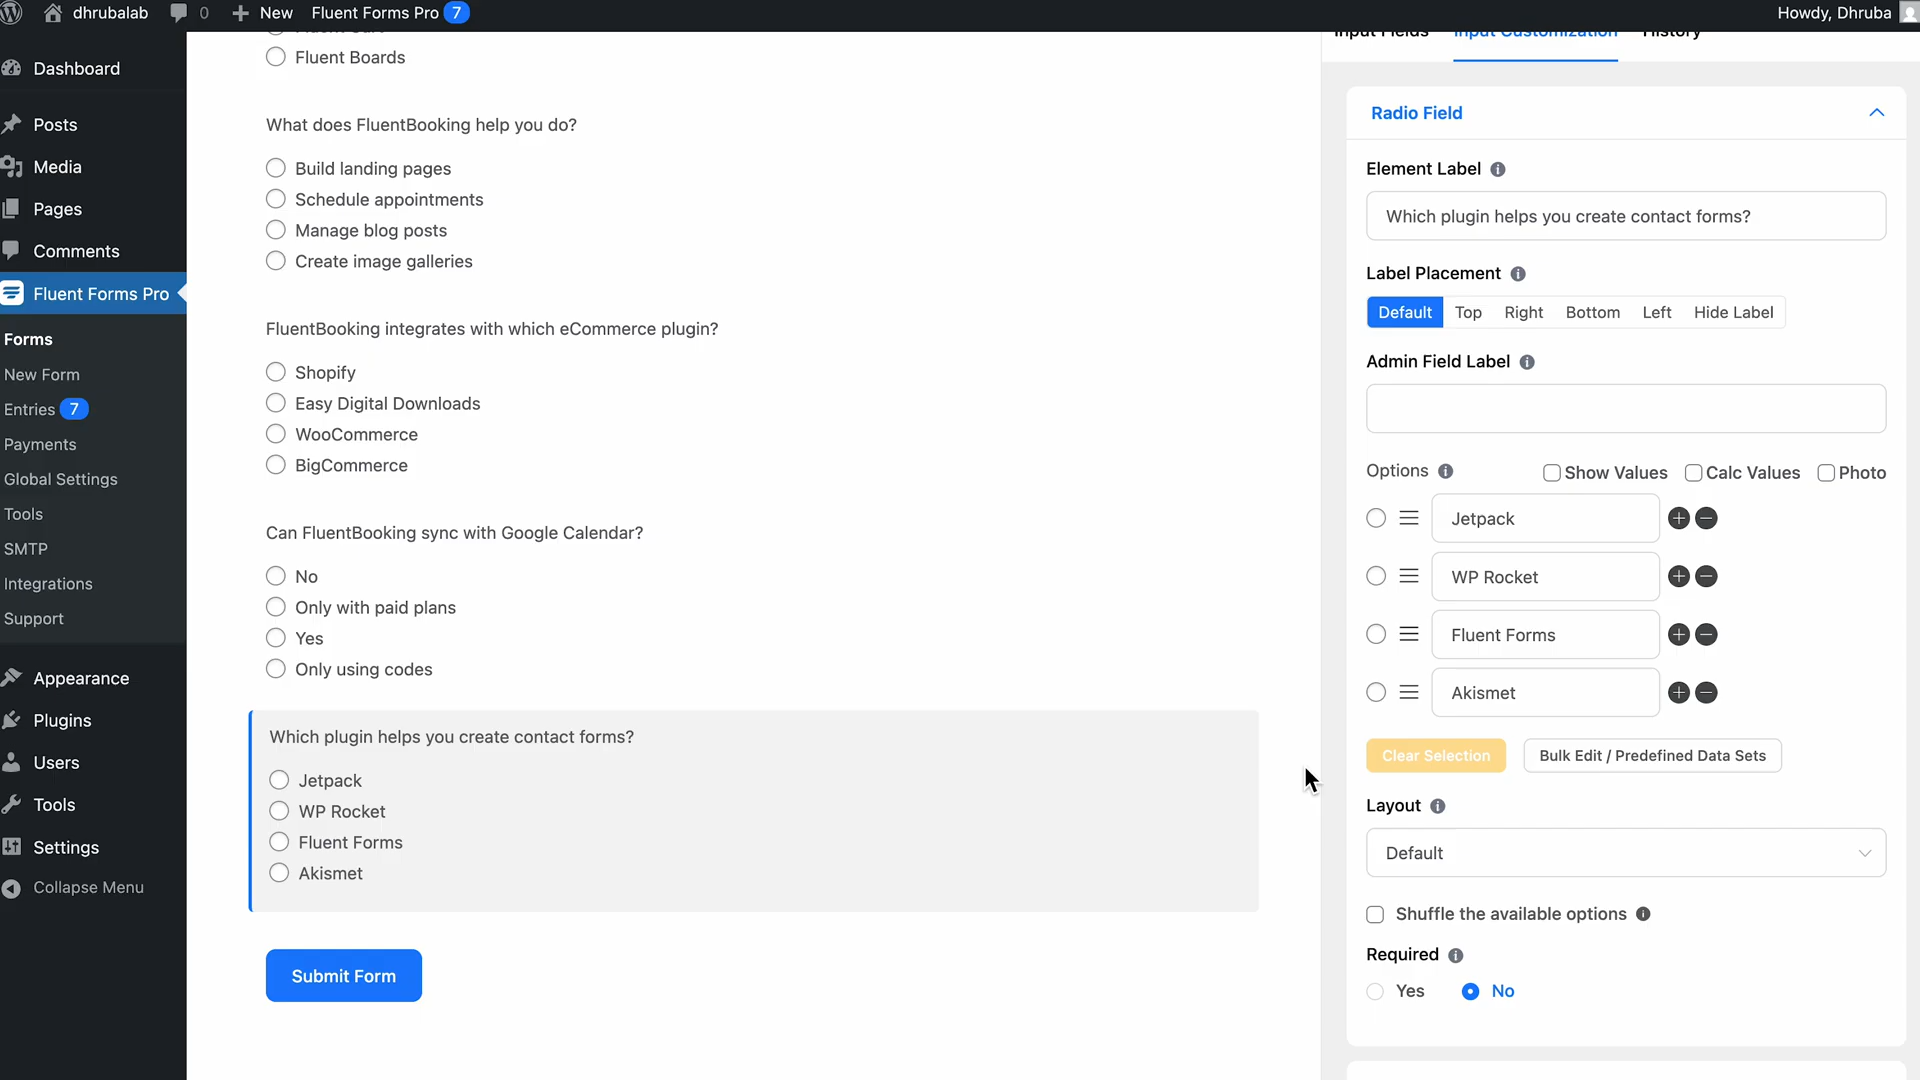 dhrubalab
0
New
Fluent Forms Pro 7
Howdy, Dhruba
Dashboard
Posts
Media
Pages
Comments
Fluent Forms Pro
Forms
New Form
Entries 7
Payments
Global Settings
Tools
SMTP
Integrations
Support
Appearance
Plugins
Users
Tools
Settings
Collapse Menu
Fluent Boards
What does FluentBooking help you do?
Build landing pages
Schedule appointments
Manage blog posts
Create image galleries
FluentBooking integrates with which eCommerce plugin?
Shopify
Easy Digital Downloads
WooCommerce
BigCommerce
Can FluentBooking sync with Google Calendar?
No
Only with paid plans
Yes
Only using codes
Which plugin helps you create contact forms?
Jetpack
WP Rocket
Fluent Forms
Akismet
Submit Form
Input Fields
Input Customization
History
Radio Field
Element Label
Which plugin helps you create contact forms?
Label Placement
Default Top Right Bottom Left Hide Label
Admin Field Label
Options
Show Values Calc Values Photo
Jetpack
WP Rocket
Fluent Forms
Akismet
Clear Selection
Bulk Edit / Predefined Data Sets
Layout
Default
Shuffle the available options
Required
Yes No